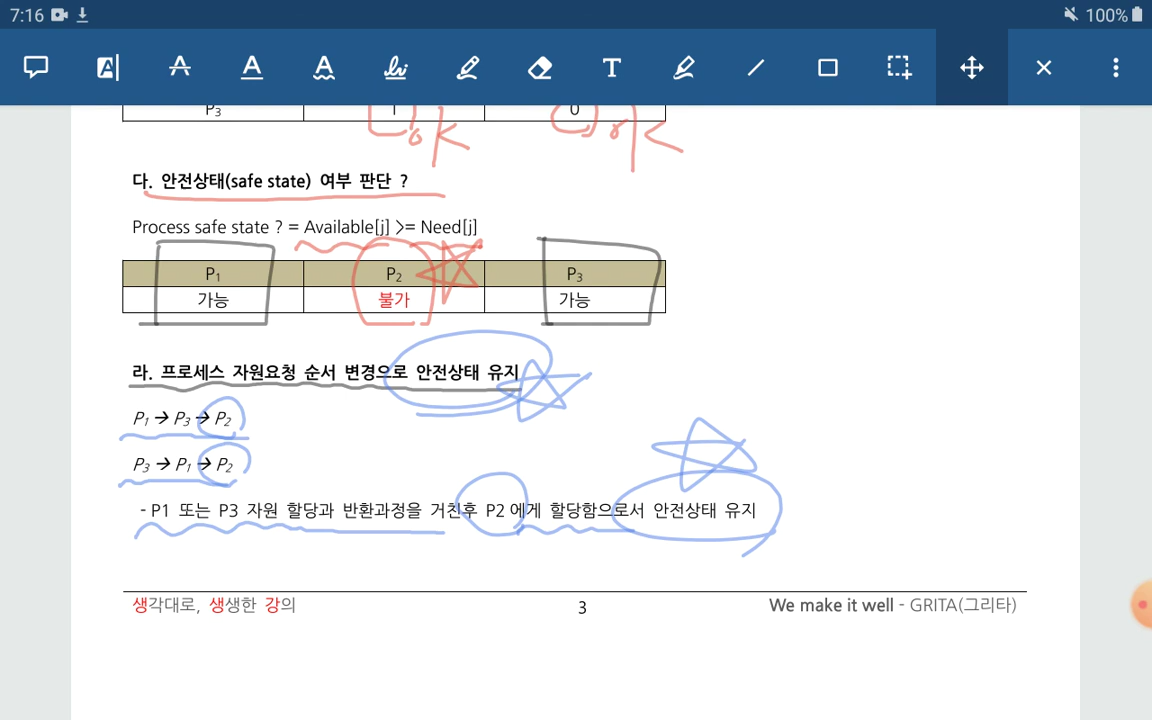 7:16 100%
P3 1 0
ok ok
다. 안전상태(safe state) 여부 판단 ?
Process safe state ? = Available[j] >= Need[j]
P1 P2 P3
가능 불가 가능
라. 프로세스 자원요청 순서 변경으로 안전상태 유지
P1 → P3 → P2
P3 → P1 → P2
- P1 또는 P3 자원 할당과 반환과정을 거친후 P2 에게 할당함으로서 안전상태 유지
생각대로, 생생한 강의 3 We make it well - GRITA(그리타)